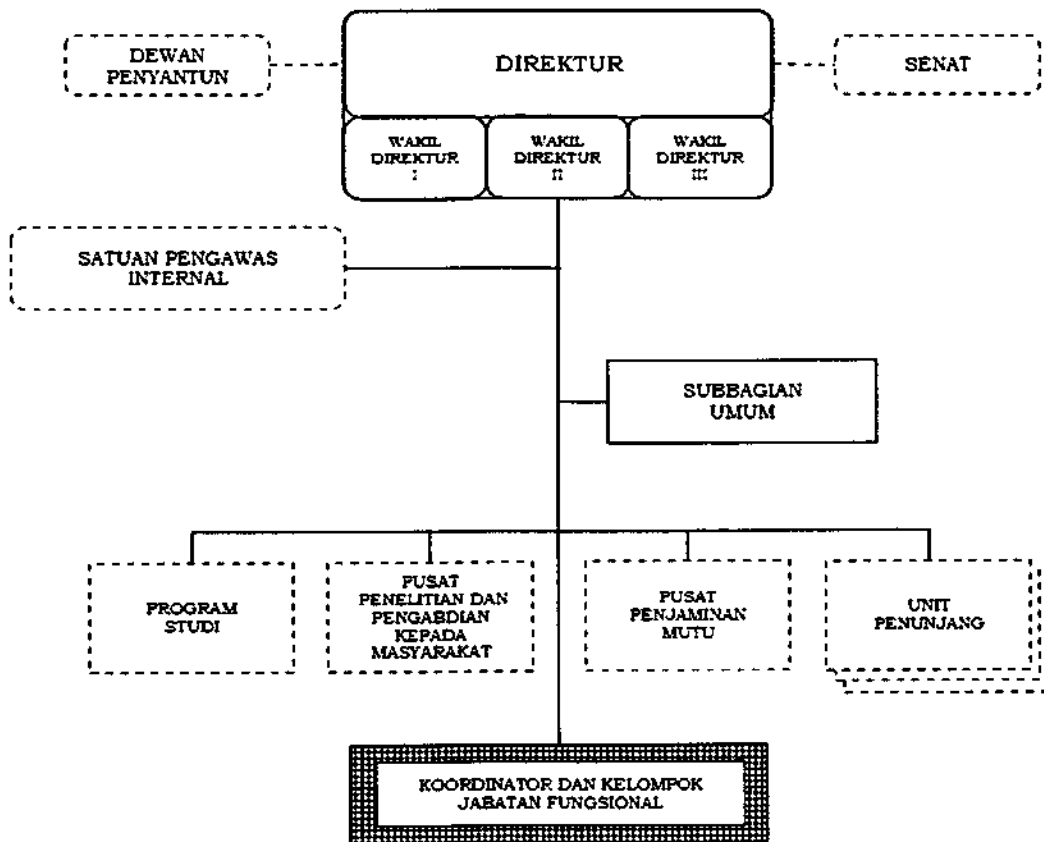 DEWAN
PENYANTUN
DIREKTUR
SENAT
WAKIL
DIREKTUR
I
WAKIL
DIREKTUR
II
WAKIL
DIREKTUR
III
SATUAN PENGAWAS
INTERNAL
SUBBAGIAN
UMUM
PROGRAM
STUDI
PUSAT
PENELITIAN DAN
PENGABDIAN
KEPADA
MASYARAKAT
PUSAT
PENJAMINAN
MUTU
UNIT
PENUNJANG
KOORDINATOR DAN KELOMPOK
JABATAN FUNGSIONAL